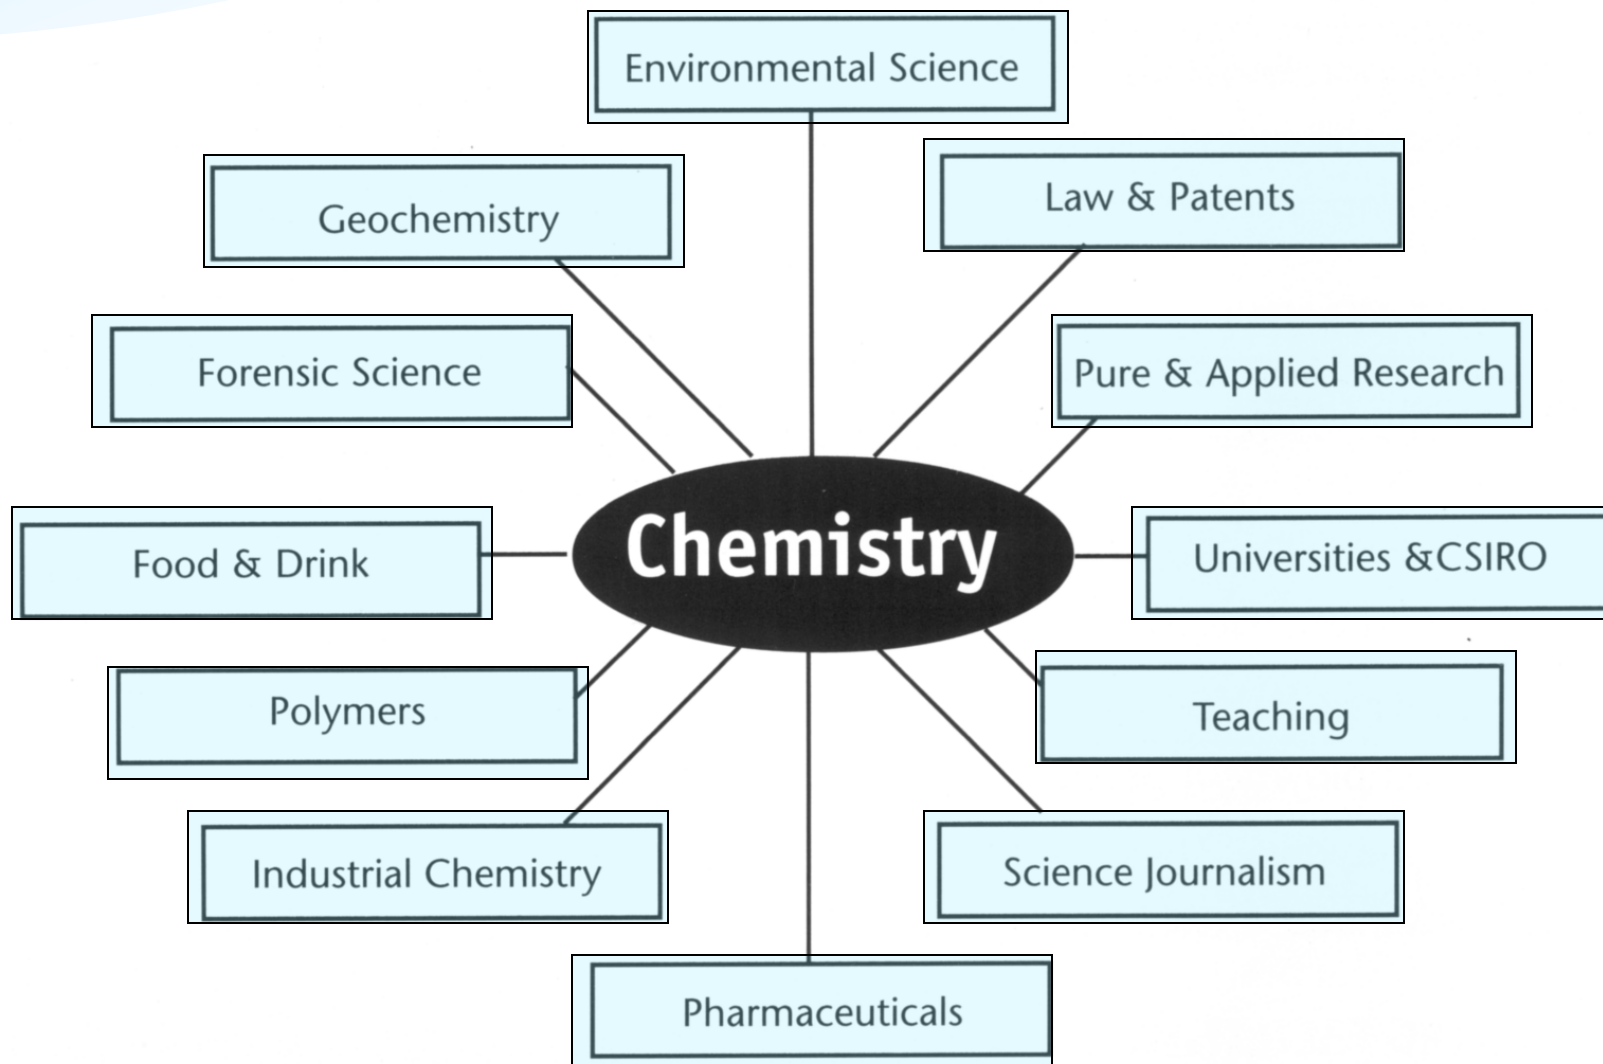 Environmental Science
Law & Patents
Geochemistry
Forensic Science
Pure & Applied Research
Chemistry
Food & Drink
Universities &CSIRO
Polymers
Teaching
Industrial Chemistry
Science Journalism
Pharmaceuticals